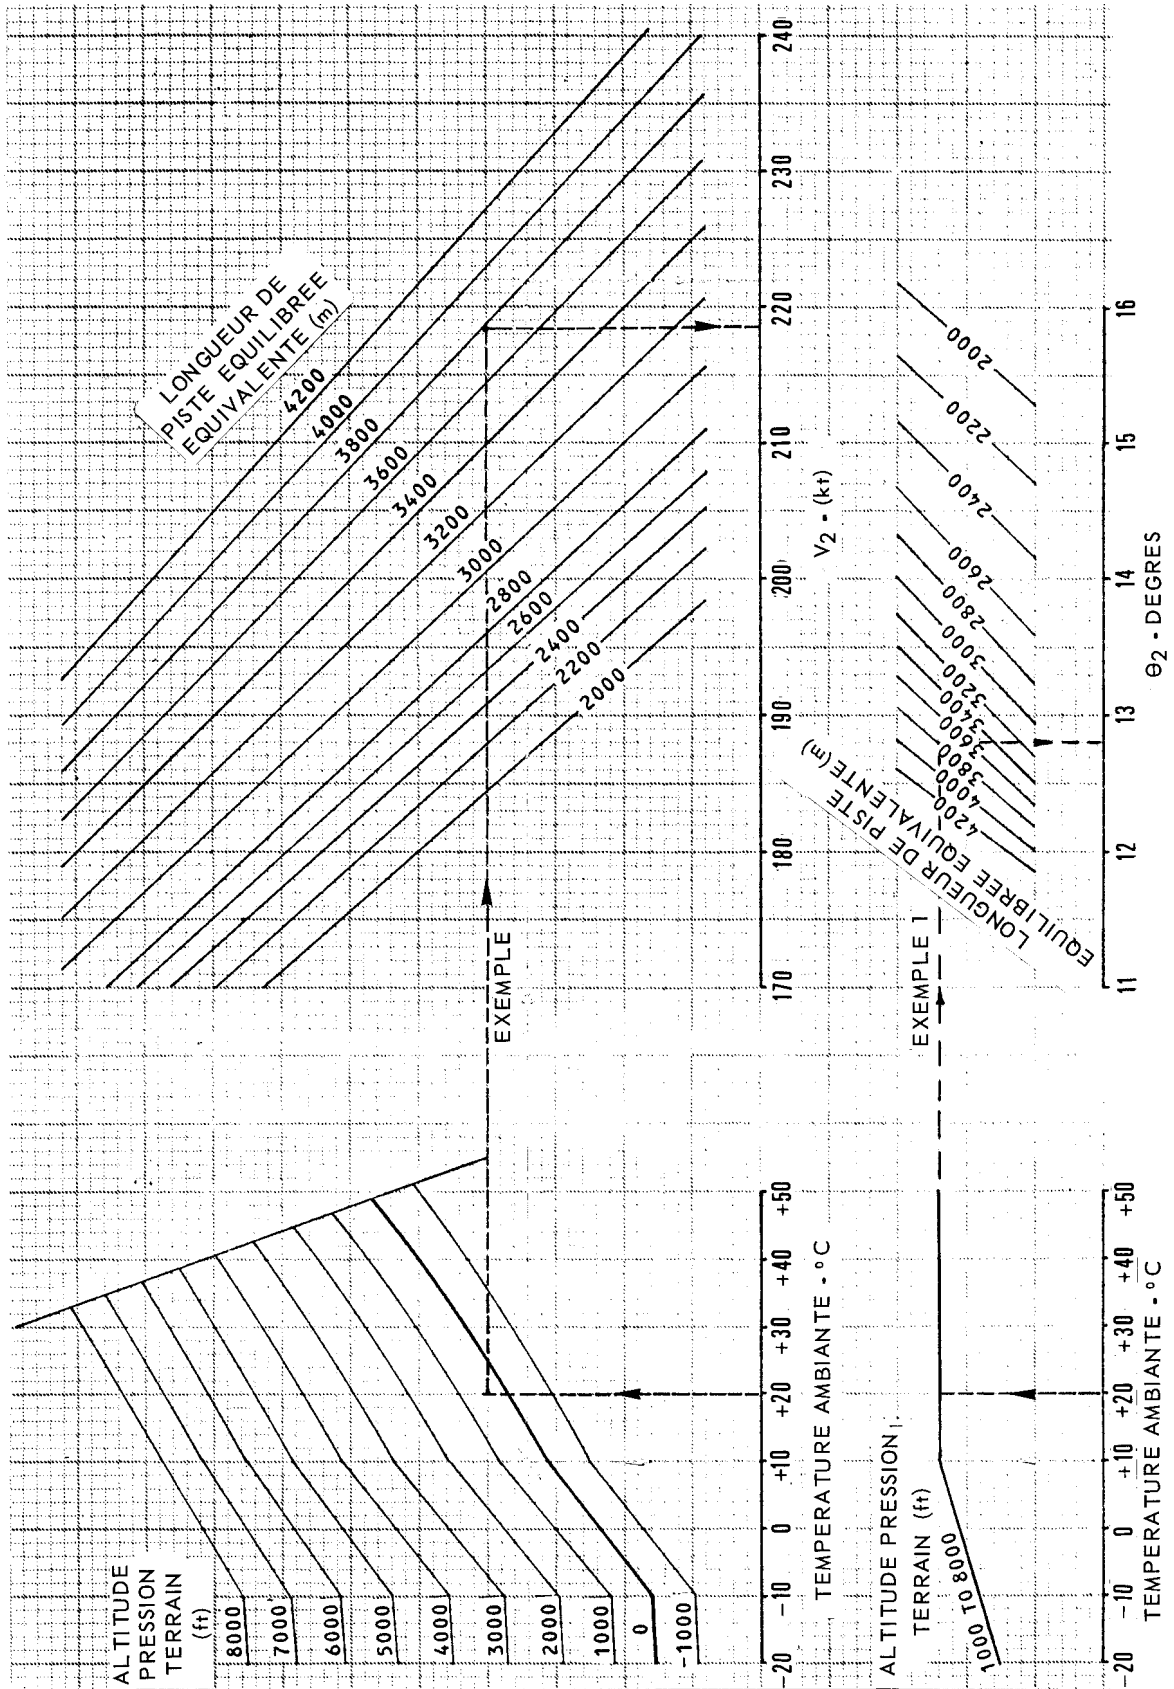 ALTITUDE
PRESSION
TERRAIN
(ft)
8000
7000
6000
5000
4000
3000
2000
1000
0
-1000
-20 -10 0 +10 +20 +30 +40 +50
TEMPERATURE AMBIANTE - °C
EXEMPLE
LONGUEUR DE
PISTE EQUILIBREE
EQUIVALENTE (m)
4200
4000
3800
3600
3400
3200
3000
2800
2600
2400
2200
2000
170 180 190 200 210 220 230 240
V2 - (kt)
ALTITUDE PRESSION
TERRAIN (ft)
1000 TO 8000
-20 -10 0 +10 +20 +30 +40 +50
TEMPERATURE AMBIANTE - °C
EXEMPLE 1
LONGUEUR DE PISTE
EQUILIBREE EQUIVALENTE (m)
4200
4000
3800
3600
3400
3200
3000
2800
2600
2400
2200
2000
11 12 13 14 15 16
θ2 - DEGRES